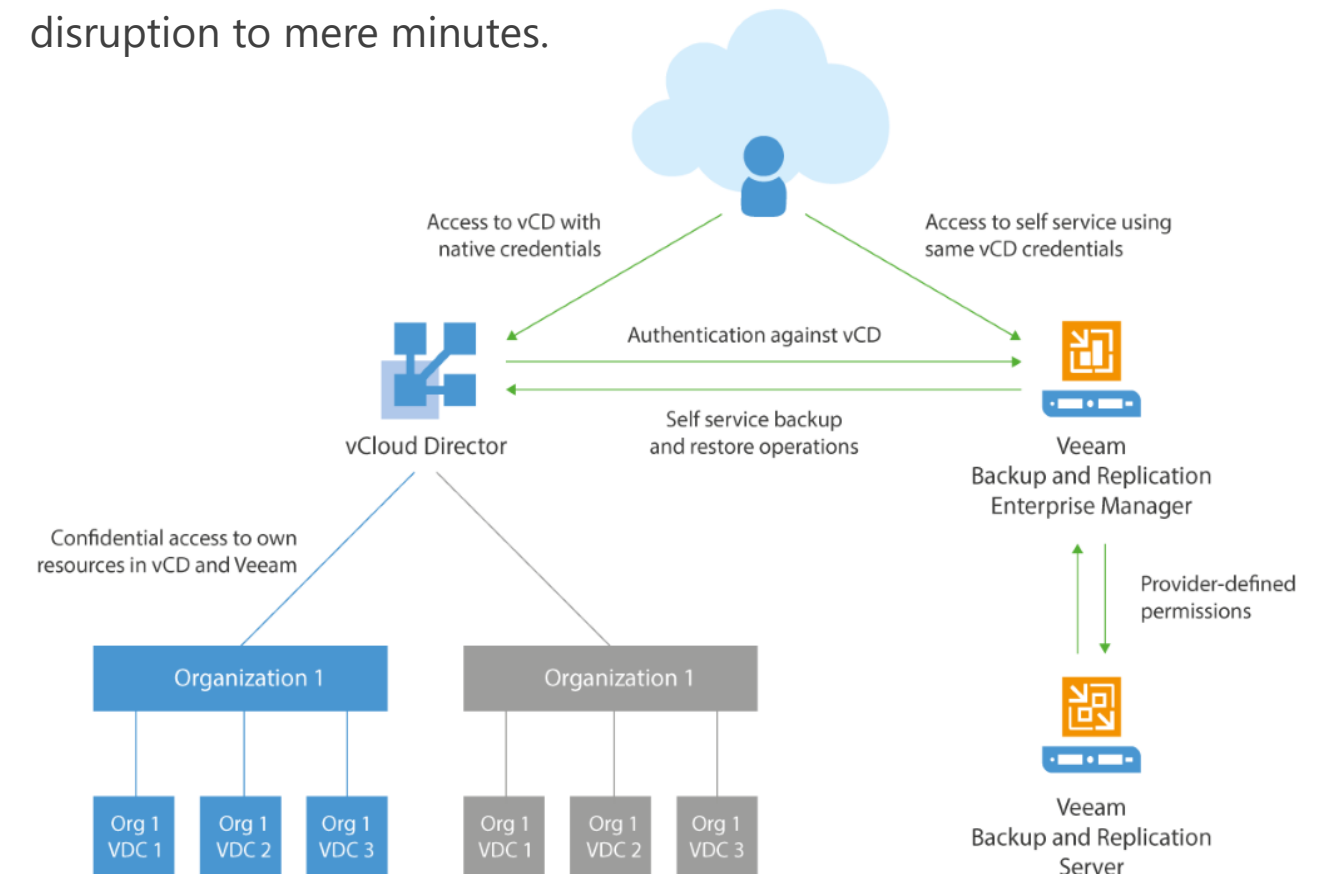 disruption to mere minutes.
Access to vCD with
native credentials
Access to self service using
same vCD credentials
Authentication against vCD
Self service backup
and restore operations
vCloud Director
Veeam
Backup and Replication
Enterprise Manager
Confidential access to own
resources in vCD and Veeam
Provider-defined
permissions
Organization 1
Organization 1
Org 1
VDC 1
Org 1
VDC 2
Org 1
VDC 3
Org 1
VDC 1
Org 1
VDC 2
Org 1
VDC 3
Veeam
Backup and Replication
Server